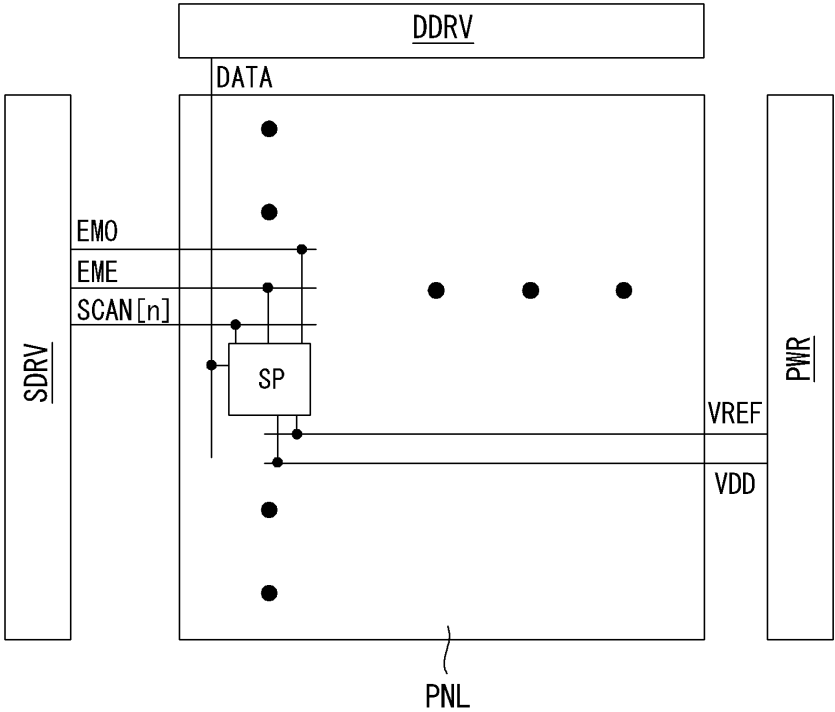 DDRV
DATA
EMO
EME
SCAN[n]
SDRV
SP
PWR
VREF
VDD
PNL